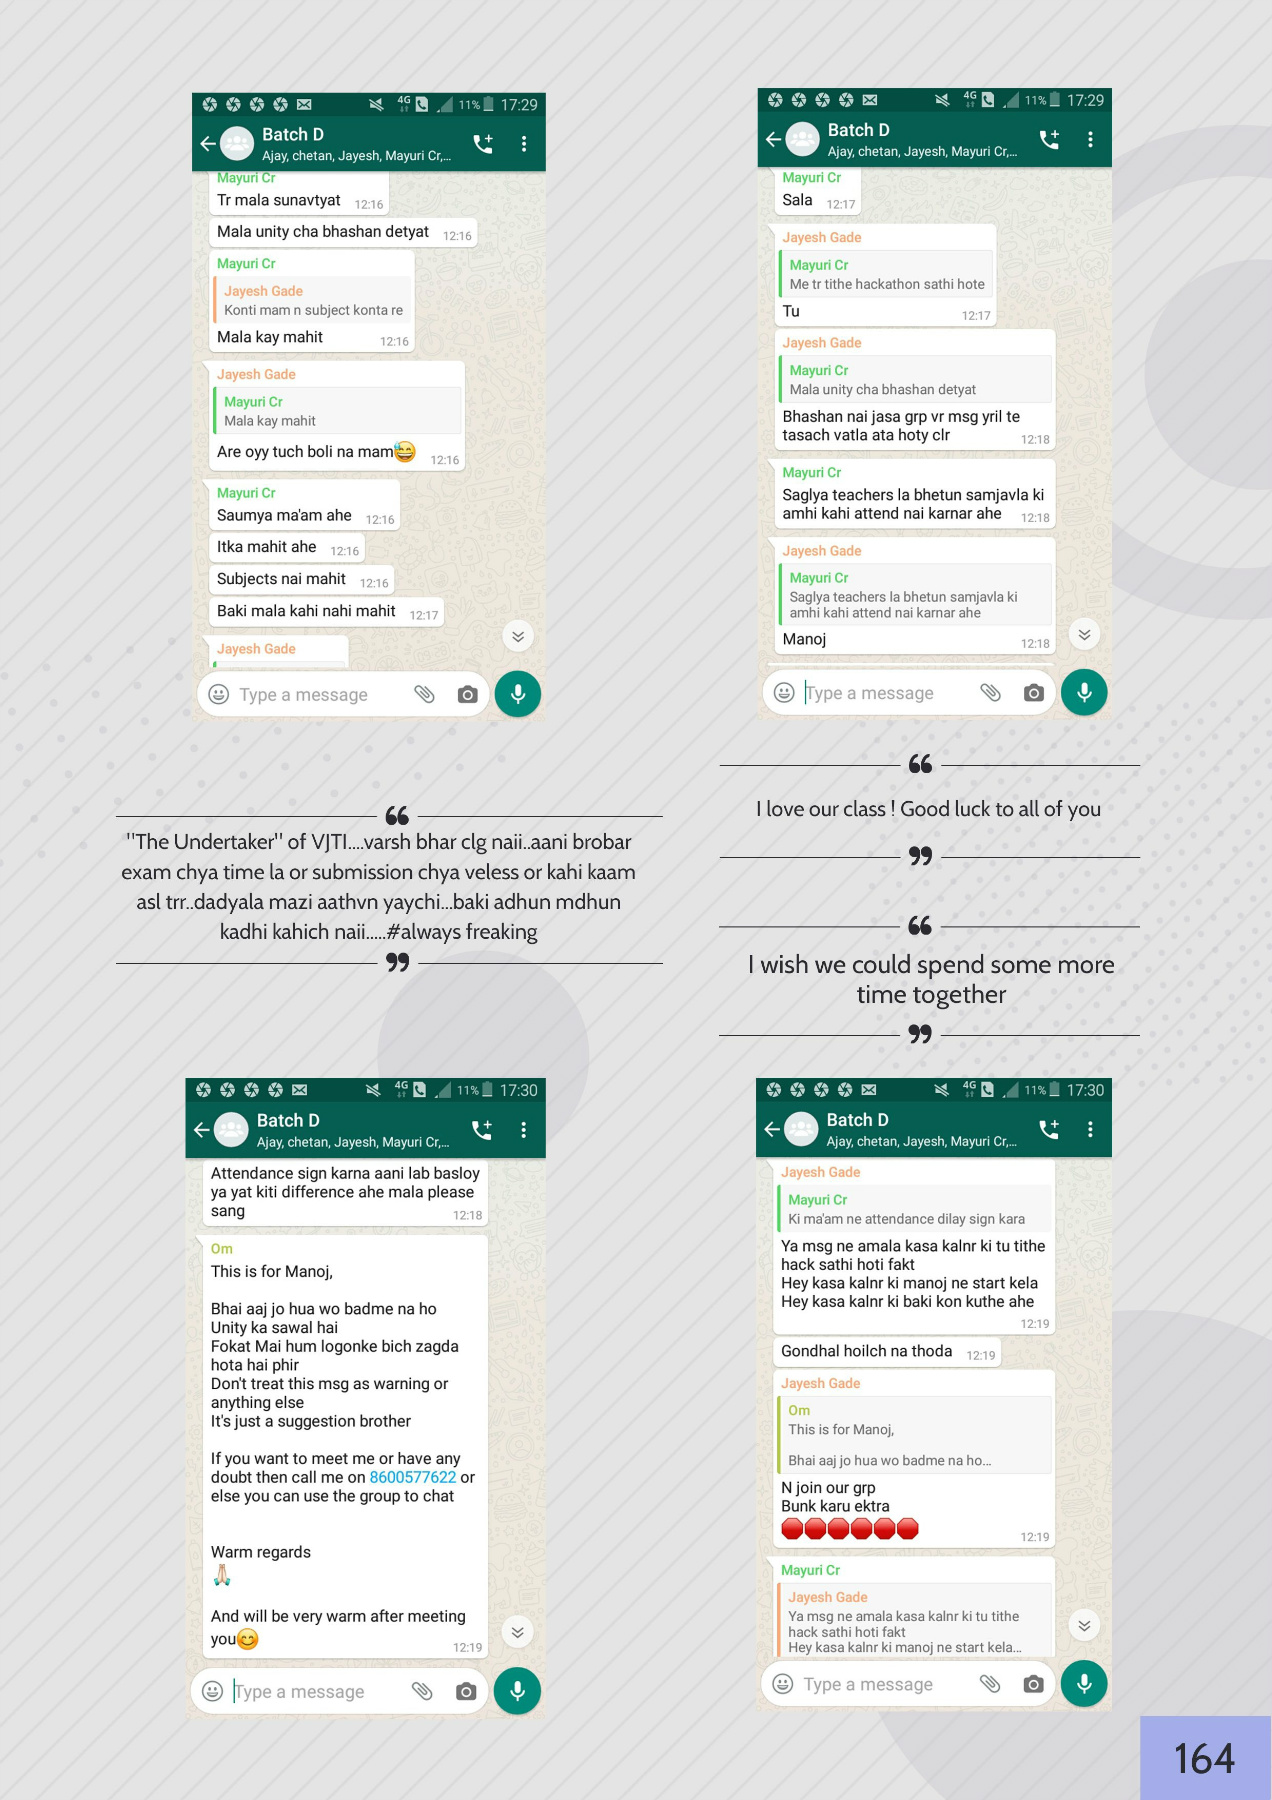 4G 11% 17:29
Batch D
Ajay, chetan, Jayesh, Mayuri Cr,...
Mayuri Cr
Tr mala sunavtyat 12:16
Mala unity cha bhashan detyat 12:16
Mayuri Cr
Jayesh Gade
Konti mam n subject konta re
Mala kay mahit 12:16
Jayesh Gade
Mayuri Cr
Mala kay mahit
Are oyy tuch boli na mam😅 12:16
Mayuri Cr
Saumya ma'am ahe 12:16
Itka mahit ahe 12:16
Subjects nai mahit 12:16
Baki mala kahi nahi mahit 12:17
Jayesh Gade
Type a message
4G 11% 17:29
Batch D
Ajay, chetan, Jayesh, Mayuri Cr,...
Mayuri Cr
Sala 12:17
Jayesh Gade
Mayuri Cr
Me tr tithe hackathon sathi hote
Tu 12:17
Jayesh Gade
Mayuri Cr
Mala unity cha bhashan detyat
Bhashan nai jasa grp vr msg yril te
tasach vatla ata hoty clr 12:18
Mayuri Cr
Saglya teachers la bhetun samjavla ki
amhi kahi attend nai karnar ahe 12:18
Jayesh Gade
Mayuri Cr
Saglya teachers la bhetun samjavla ki
amhi kahi attend nai karnar ahe
Manoj 12:18
Type a message
“
"The Undertaker" of VJTI....varsh bhar clg naii..aani brobar
exam chya time la or submission chya veless or kahi kaam
asl trr..dadyala mazi aathvn yaychi...baki adhun mdhun
kadhi kahich naii.....#always freaking
”
“
I love our class ! Good luck to all of you
”
“
I wish we could spend some more
time together
”
4G 11% 17:30
Batch D
Ajay, chetan, Jayesh, Mayuri Cr,...
Attendance sign karna aani lab basloy
ya yat kiti difference ahe mala please
sang 12:18
Om
This is for Manoj,
Bhai aaj jo hua wo badme na ho
Unity ka sawal hai
Fokat Mai hum logonke bich zagda
hota hai phir
Don't treat this msg as warning or
anything else
It's just a suggestion brother
If you want to meet me or have any
doubt then call me on 8600577622 or
else you can use the group to chat
Warm regards
🙏
And will be very warm after meeting
you😊 12:19
Type a message
4G 11% 17:30
Batch D
Ajay, chetan, Jayesh, Mayuri Cr,...
Jayesh Gade
Mayuri Cr
Ki ma'am ne attendance dilay sign kara
Ya msg ne amala kasa kalnr ki tu tithe
hack sathi hoti fakt
Hey kasa kalnr ki manoj ne start kela
Hey kasa kalnr ki baki kon kuthe ahe
12:19
Gondhal hoilch na thoda 12:19
Jayesh Gade
Om
This is for Manoj,
Bhai aaj jo hua wo badme na ho...
N join our grp
Bunk karu ektra
🛑🛑🛑🛑🛑🛑 12:19
Mayuri Cr
Jayesh Gade
Ya msg ne amala kasa kalnr ki tu tithe
hack sathi hoti fakt
Hey kasa kalnr ki manoj ne start kela...
Type a message
164